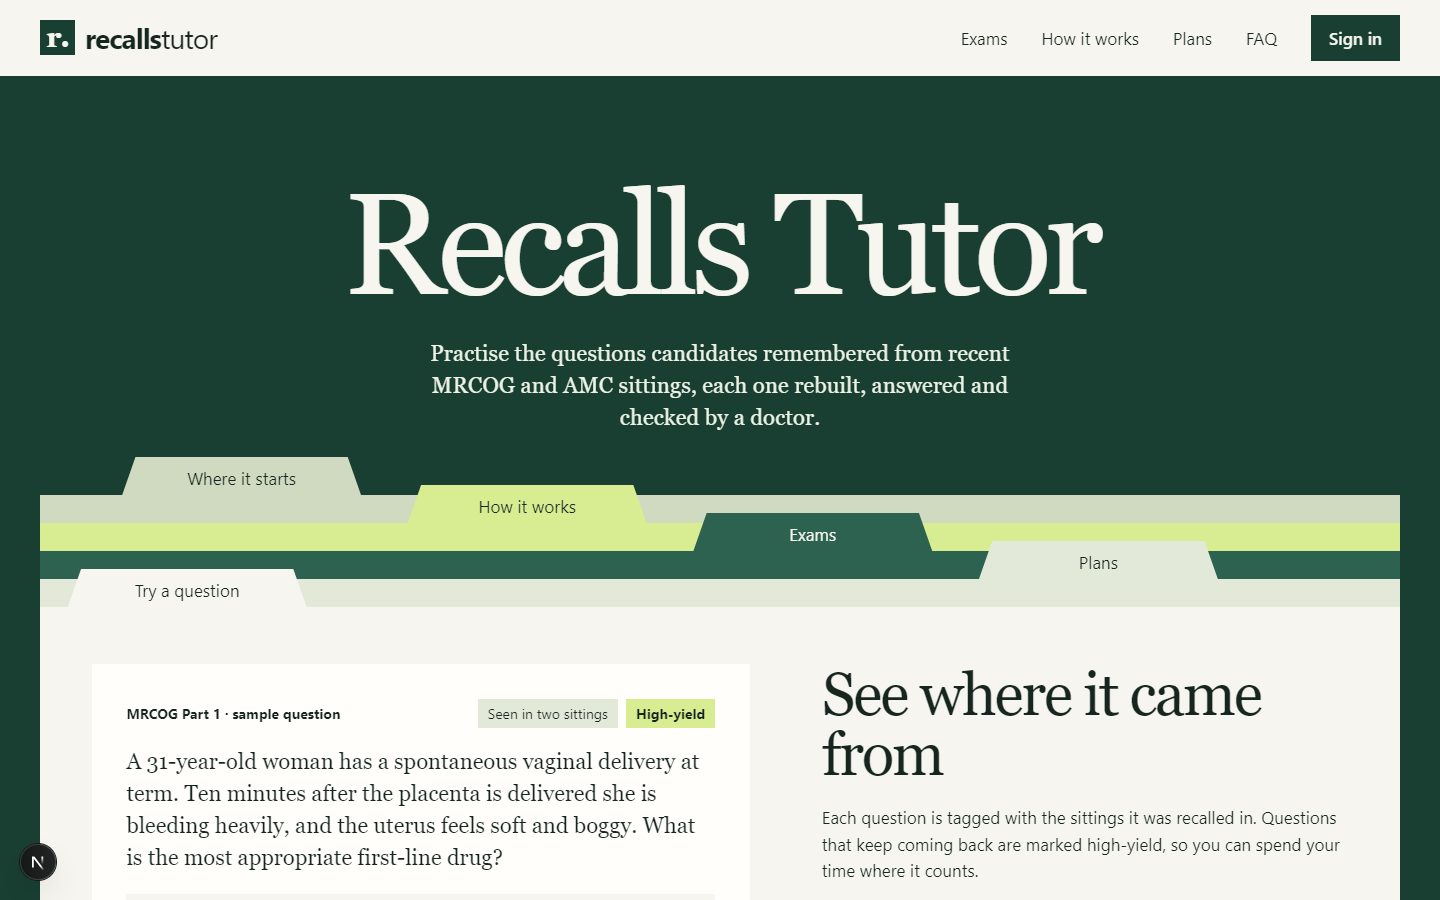 r. recallstutor
Exams
How it works
Plans
FAQ
Sign in
Recalls Tutor
Practise the questions candidates remembered from recent
MRCOG and AMC sittings, each one rebuilt, answered and
checked by a doctor.
Where it starts
How it works
Exams
Plans
Try a question
MRCOG Part 1 · sample question
Seen in two sittings
High-yield
A 31-year-old woman has a spontaneous vaginal delivery at
term. Ten minutes after the placenta is delivered she is
bleeding heavily, and the uterus feels soft and boggy. What
is the most appropriate first-line drug?
See where it came
from
Each question is tagged with the sittings it was recalled in. Questions
that keep coming back are marked high-yield, so you can spend your
time where it counts.
N